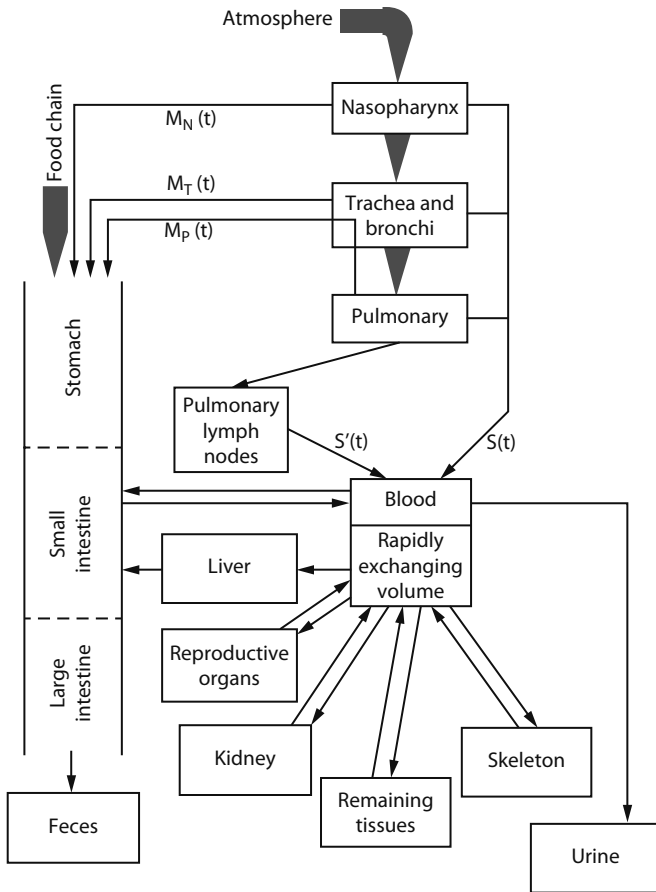 Atmosphere
Food chain
Nasopharynx
M_N (t)
M_T (t)
Trachea and
bronchi
M_P (t)
Pulmonary
Stomach
Pulmonary
lymph
nodes
S'(t)
S(t)
Blood
Small
intestine
Liver
Rapidly
exchanging
volume
Reproductive
organs
Large
intestine
Kidney
Skeleton
Remaining
tissues
Feces
Urine